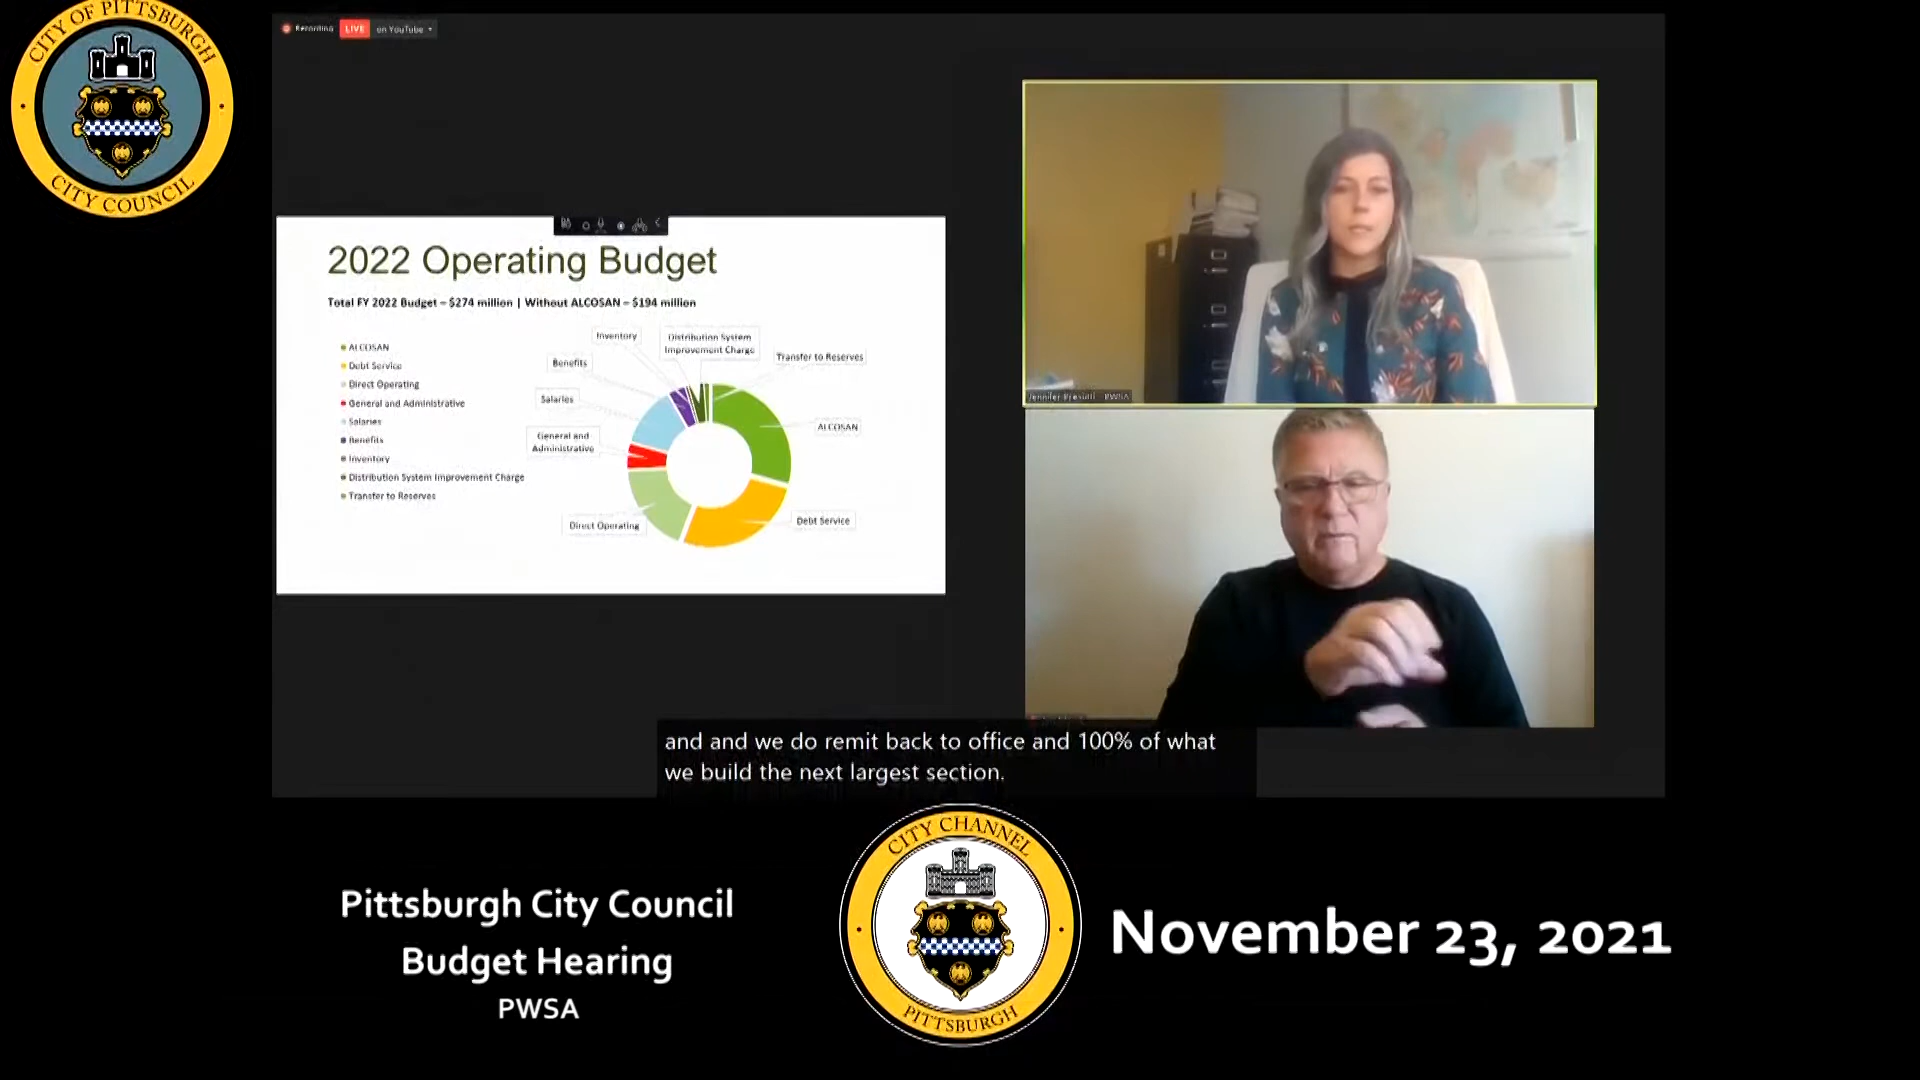 CITY OF PITTSBURGH
CITY COUNCIL
Recording
LIVE
on YouTube
2022 Operating Budget
Total FY 2022 Budget – $274 million | Without ALCOSAN – $194 million
ALCOSAN
Debt Service
Direct Operating
General and Administrative
Salaries
Benefits
Inventory
Distribution System Improvement Charge
Transfer to Reserves
Inventory
Distribution System
Improvement Charge
Transfer to Reserves
Benefits
Salaries
General and
Administrative
ALCOSAN
Direct Operating
Debt Service
Jennifer Presutti - PWSA
and and we do remit back to office and 100% of what
we build the next largest section.
Pittsburgh City Council
Budget Hearing
PWSA
CITY CHANNEL
PITTSBURGH
November 23, 2021